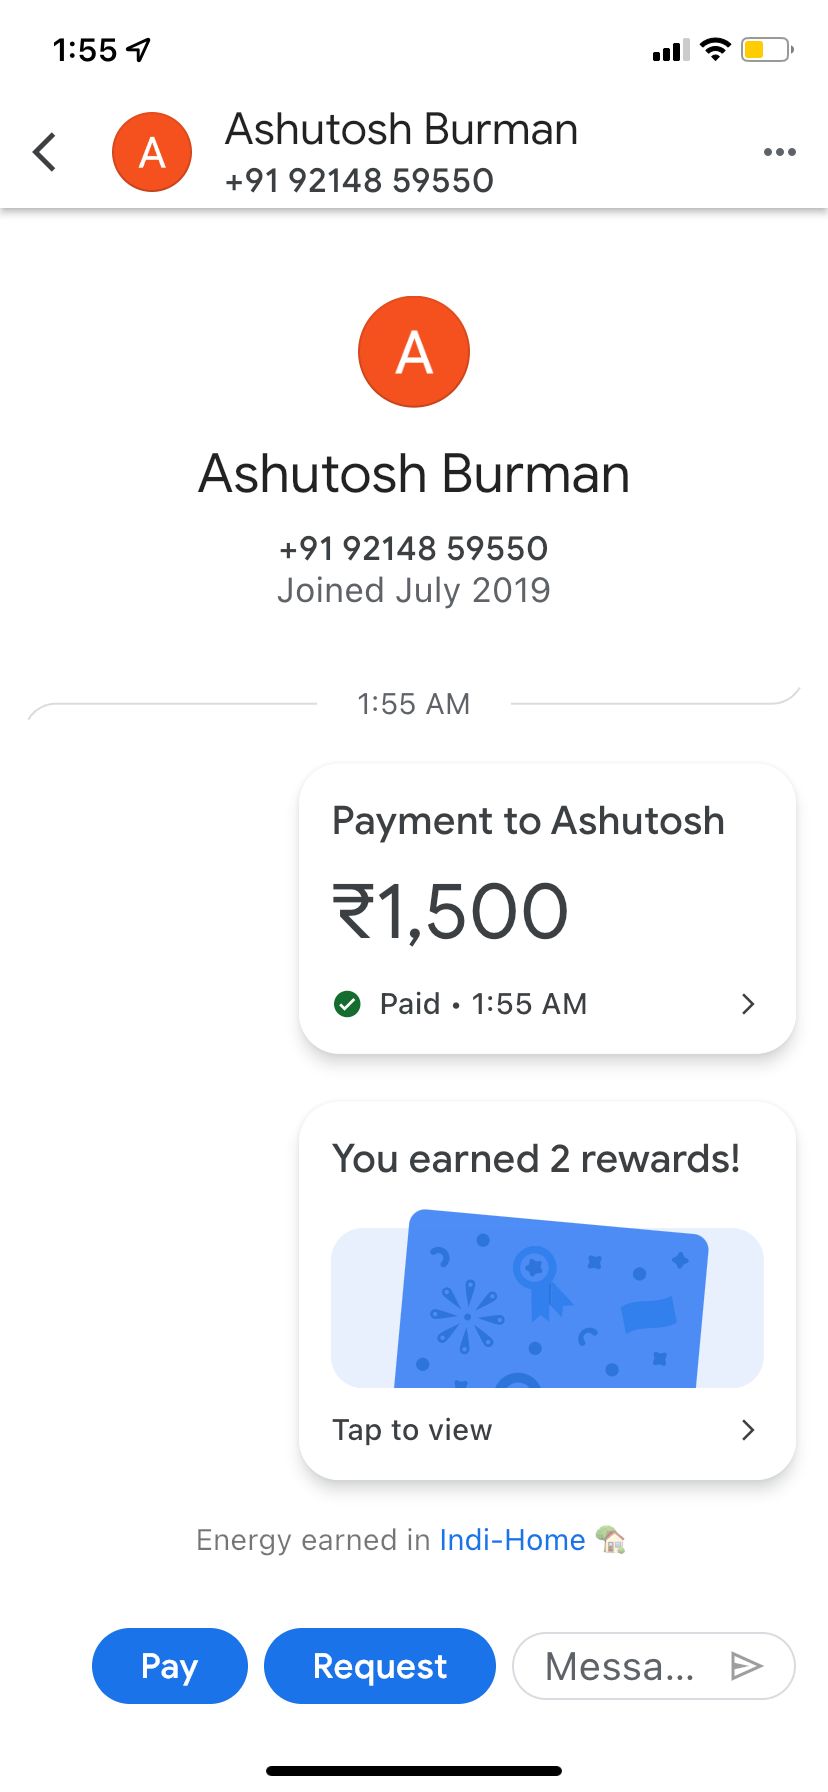 1:55
Ashutosh Burman
+91 92148 59550
A
A
Ashutosh Burman
+91 92148 59550
Joined July 2019
1:55 AM
Payment to Ashutosh
₹1,500
Paid • 1:55 AM
You earned 2 rewards!
Tap to view
Energy earned in Indi-Home
Pay
Request
Messa...